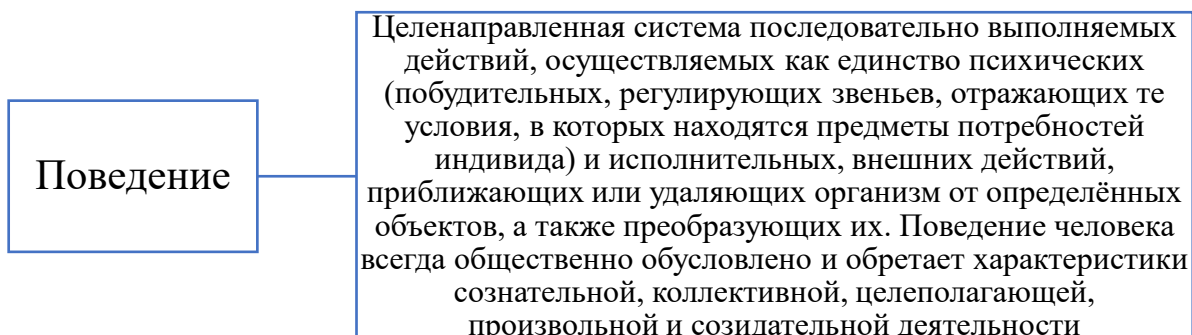 Поведение
Целенаправленная система последовательно выполняемых
действий, осуществляемых как единство психических
(побудительных, регулирующих звеньев, отражающих те
условия, в которых находятся предметы потребностей
индивида) и исполнительных, внешних действий,
приближающих или удаляющих организм от определённых
объектов, а также преобразующих их. Поведение человека
всегда общественно обусловлено и обретает характеристики
сознательной, коллективной, целеполагающей,
произвольной и созидательной деятельности